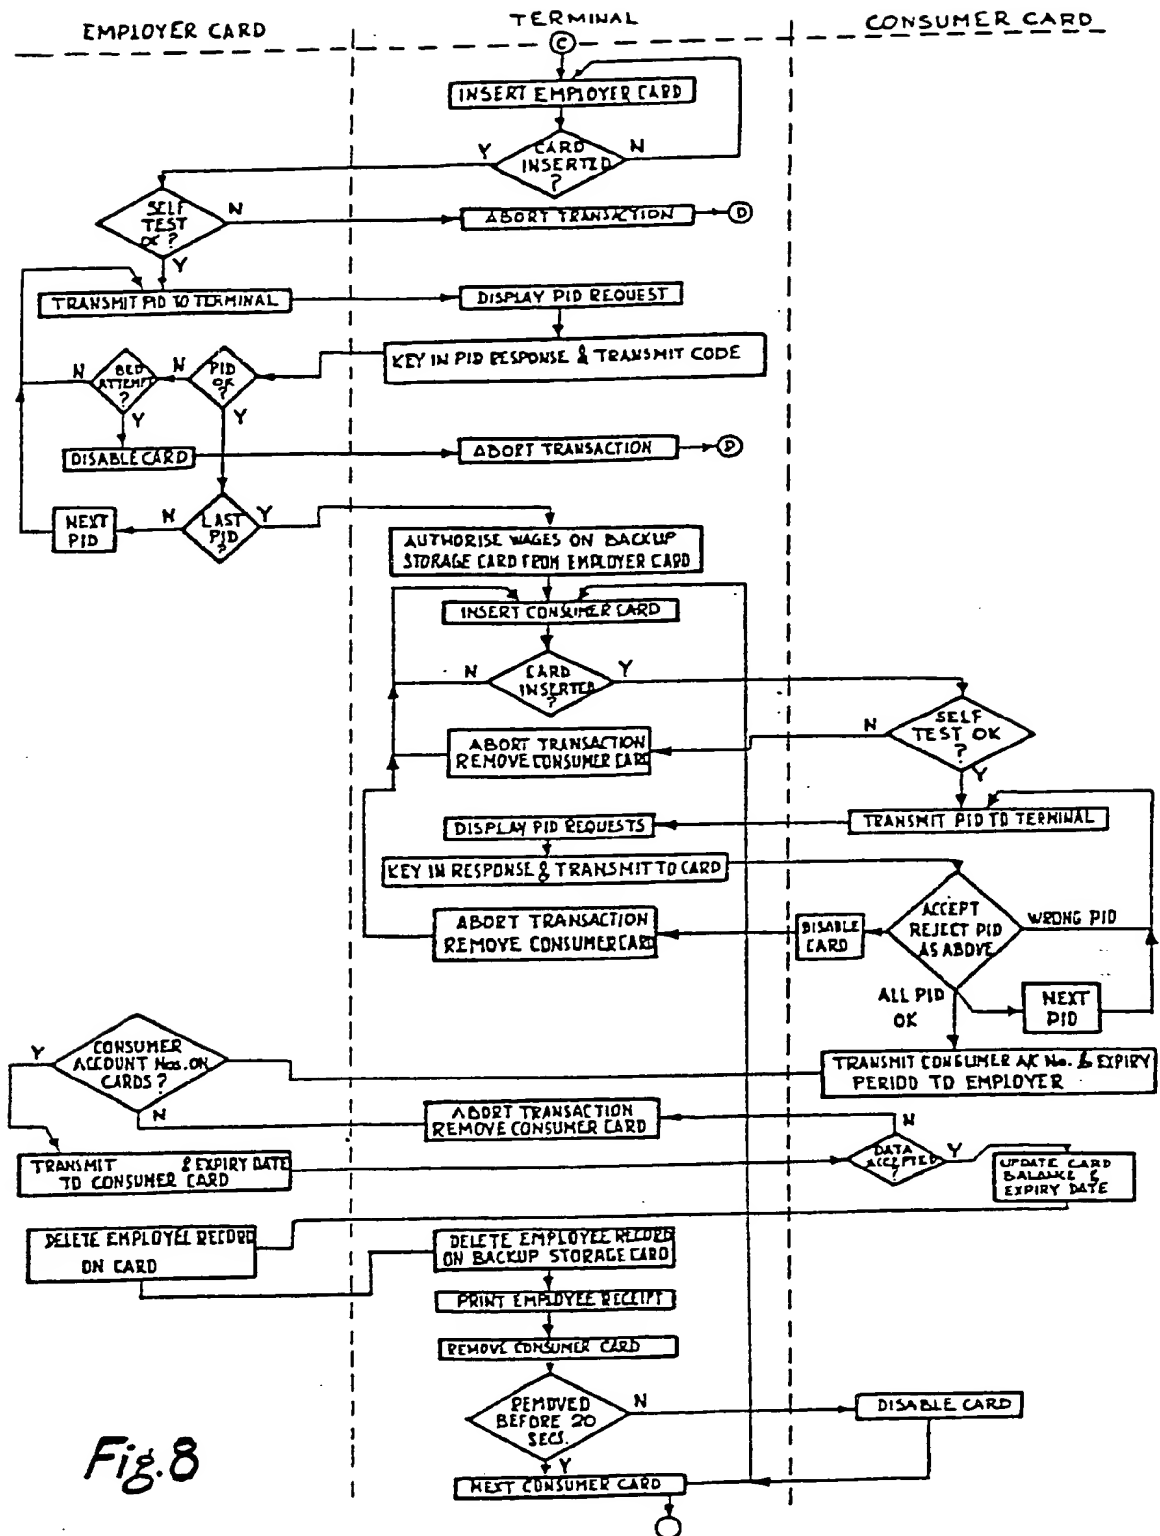 EMPLOYER CARD
TERMINAL
CONSUMER CARD
C
INSERT EMPLOYER CARD
CARD
INSERTED
?
Y
N
SELF
TEST
OK ?
N
Y
ABORT TRANSACTION
D
TRANSMIT PID TO TERMINAL
DISPLAY PID REQUEST
KEY IN PID RESPONSE & TRANSMIT CODE
PID
OK
?
N
Y
ATTEMPT
?
N
Y
DISABLE CARD
ABORT TRANSACTION
D
LAST
PID
?
N
Y
NEXT
PID
AUTHORISE WAGES ON BACKUP
STORAGE CARD FROM EMPLOYER CARD
INSERT CONSUMER CARD
CARD
INSERTED
?
N
Y
SELF
TEST OK
?
N
Y
ABORT TRANSACTION
REMOVE CONSUMER CARD
TRANSMIT PID TO TERMINAL
DISPLAY PID REQUESTS
KEY IN RESPONSE & TRANSMIT TO CARD
ACCEPT
REJECT PID
AS ABOVE
WRONG PID
DISABLE
CARD
ABORT TRANSACTION
REMOVE CONSUMER CARD
ALL PID
OK
NEXT
PID
TRANSMIT CONSUMER A/C No. & EXPIRY
PERIOD TO EMPLOYER
CONSUMER
ACCOUNT Nos. ON
CARDS ?
Y
N
ABORT TRANSACTION
REMOVE CONSUMER CARD
N
DATA
ACCEPTED
?
Y
TRANSMIT & EXPIRY DATE
TO CONSUMER CARD
UPDATE CARD
BALANCE &
EXPIRY DATE
DELETE EMPLOYEE RECORD
ON CARD
DELETE EMPLOYEE RECORD
ON BACKUP STORAGE CARD
PRINT EMPLOYEE RECEIPT
REMOVE CONSUMER CARD
REMOVED
BEFORE 20
SECS.
N
Y
DISABLE CARD
NEXT CONSUMER CARD
Fig.8